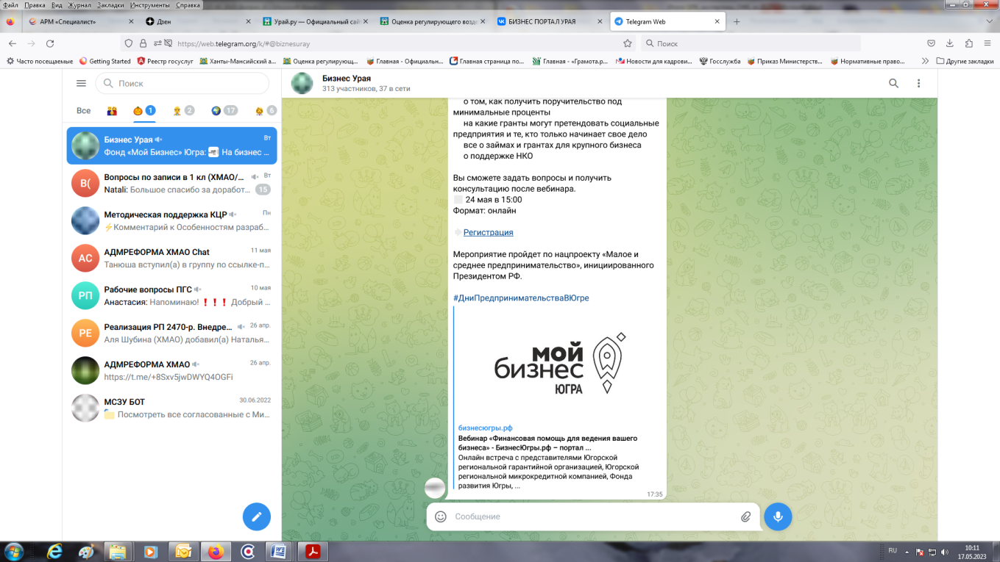 Файл Правка Вид Журнал Закладки Инструменты Справка
АРМ «Специалист»
Дзен
Урай.ру — Официальный сай
Оценка регулирующего возд
БИЗНЕС ПОРТАЛ УРАЯ
Telegram Web
https://web.telegram.org/k/#@biznesuray
Поиск
Часто посещаемые
Getting Started
Реестр госуслуг
Ханты-Мансийский а...
Оценка регулирующ...
Главная - Официальн...
Главная страница по...
Главная - «Грамота.р...
Новости для кадрови...
Госслужба
Приказ Министерств...
Нормативные право...
Другие закладки
Поиск
Все
1
2
17
6
Бизнес Урая
Вт
Фонд «Мой Бизнес» Югра: На бизнес ...
Вопросы по записи в 1 кл (ХМАО/...
Вт
Natali: Большое спасибо за доработ...
15
В(
Методическая поддержка КЦР
Пн
Комментарий к Особенностям разраб...
АДМРЕФОРМА ХМАО Chat
11 мая
Танюша вступил(а) в группу по ссылке-п...
АС
Рабочие вопросы ПГС
10 мая
Анастасия: Напоминаю! ❗❗❗ Добрый ...
РП
Реализация РП 2470-р. Внедре...
26 апр.
Аля Шубина (ХМАО) добавил(а) Наталья...
РЕ
АДМРЕФОРМА ХМАО
26 апр.
https://t.me/+8Sxv5jwDWYQ4OGFi
МСЗУ БОТ
30.06.2022
Посмотреть все согласованные с Ми...
Бизнес Урая
313 участников, 37 в сети
о том, как получить поручительство под
минимальные проценты
на какие гранты могут претендовать социальные
предприятия и те, кто только начинает свое дело
все о займах и грантах для крупного бизнеса
о поддержке НКО
Вы сможете задать вопросы и получить
консультацию после вебинара.
24 мая в 15:00
Формат: онлайн
Регистрация
Мероприятие пройдет по нацпроекту «Малое и
среднее предпринимательство», инициированного
Президентом РФ.
#ДниПредпринимательстваВЮгре
мой
бизнес
ЮГРА
бизнесюгры.рф
Вебинар «Финансовая помощь для ведения вашего
бизнеса» - БизнесЮгры.рф – портал ...
Онлайн встреча с представителями Югорской
региональной гарантийной организацией, Югорской
региональной микрокредитной компанией, Фонда
развития Югры, ...
17:35
Сообщение
RU
10:11
17.05.2023